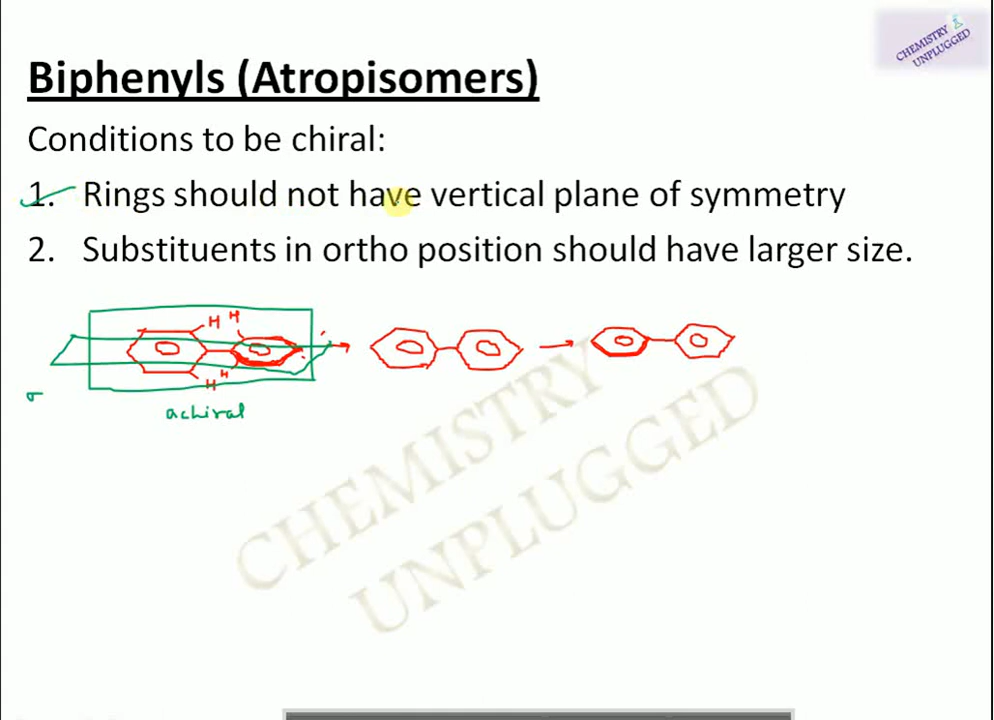 CHEMISTRY
UNPLUGGED
Biphenyls (Atropisomers)
Conditions to be chiral:
1. Rings should not have vertical plane of symmetry
2. Substituents in ortho position should have larger size.
H H
H H
σ
achiral
CHEMISTRY
UNPLUGGED